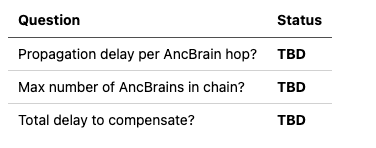 Question Status
Propagation delay per AncBrain hop? TBD
Max number of AncBrains in chain? TBD
Total delay to compensate? TBD